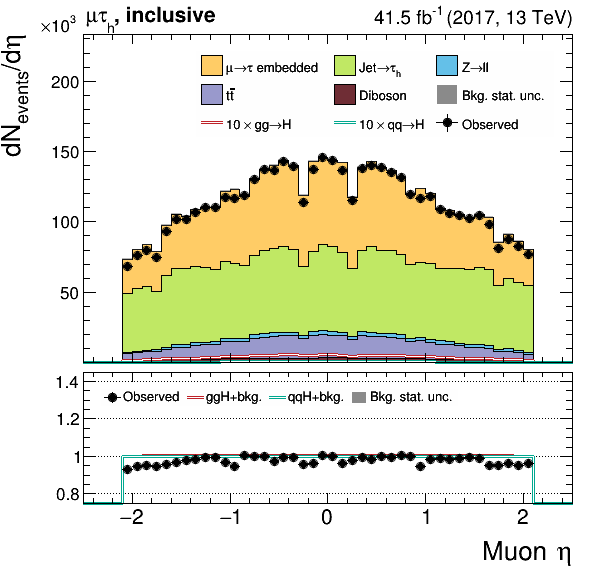 ×10³ μτₕ, inclusive 41.5 fb⁻¹ (2017, 13 TeV)
dN_events/dη
200
150
100
50
μ→τ embedded Jet→τₕ Z→ll
tt̄ Diboson Bkg. stat. unc.
10 × gg→H 10 × qq→H Observed
1.4
1.2
1
0.8
Observed ggH+bkg. qqH+bkg. Bkg. stat. unc.
−2 −1 0 1 2
Muon η